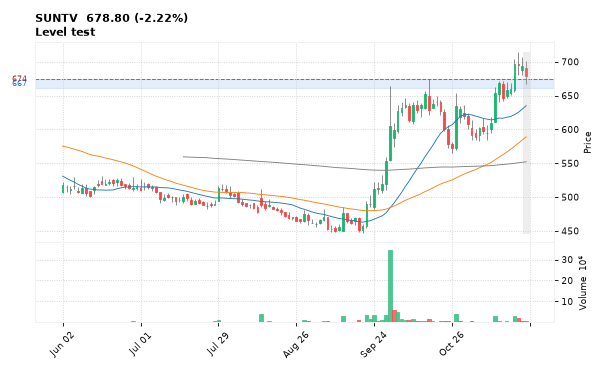 SUNTV 678.80 (-2.22%)
Level test
674
667
700
650
600
550
500
450
Price
30
20
10
Volume 10⁶
Jun 02
Jul 01
Jul 29
Aug 26
Sep 24
Oct 26